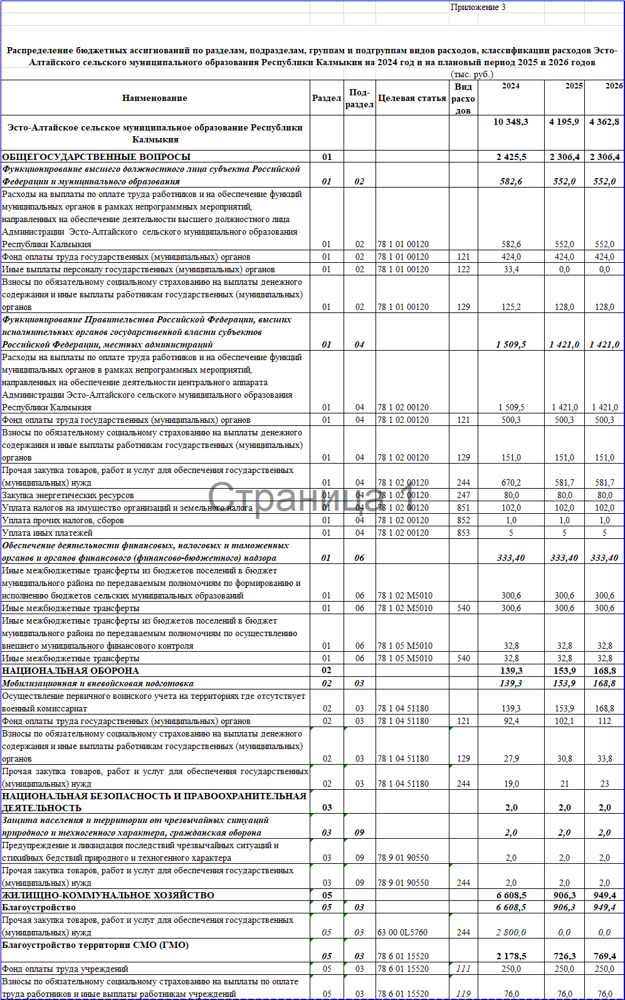 Приложение 3
Распределение бюджетных ассигнований по разделам, подразделам, группам и подгруппам видов расходов, классификации расходов Эсто-
Алтайского сельского муниципального образования Республики Калмыкия на 2024 год и на плановый период 2025 и 2026 годов
(тыс. руб.)
Наименование Раздел Под-раздел Целевая статья Вид расхо дов 2024 2025 2026
Эсто-Алтайское сельское муниципальное образование Республики 10 348,3 4 195,9 4 362,8
Калмыкия
ОБЩЕГОСУДАРСТВЕННЫЕ ВОПРОСЫ 01 2 425,5 2 306,4 2 306,4
Функционирование высшего должностного лица субъекта Российской
Федерации и муниципального образования 01 02 582,6 552,0 552,0
Расходы на выплаты по оплате труда работников и на обеспечение функций
муниципальных органов в рамках непрограммных мероприятий,
направленных на обеспечение деятельности высшего должностного лица
Администрации Эсто-Алтайского сельского муниципального образования
Республики Калмыкия 01 02 78 1 01 00120 582,6 552,0 552,0
Фонд оплаты труда государственных (муниципальных) органов 01 02 78 1 01 00120 121 424,0 424,0 424,0
Иные выплаты персоналу государственных (муниципальных) органов 01 02 78 1 01 00120 122 33,4 0,0 0,0
Взносы по обязательному социальному страхованию на выплаты денежного
содержания и иные выплаты работникам государственных (муниципальных)
органов 01 02 78 1 01 00120 129 125,2 128,0 128,0
Функционирование Правительства Российской Федерации, высших
исполнительных органов государственной власти субъектов
Российской Федерации, местных администраций 01 04 1 509,5 1 421,0 1 421,0
Расходы на выплаты по оплате труда работников и на обеспечение функций
муниципальных органов в рамках непрограммных мероприятий,
направленных на обеспечение деятельности центрального аппарата
Администрации Эсто-Алтайского сельского муниципального образования
Республики Калмыкия 01 04 78 1 02 00120 1 509,5 1 421,0 1 421,0
Фонд оплаты труда государственных (муниципальных) органов 01 04 78 1 02 00120 121 500,3 500,3 500,3
Взносы по обязательному социальному страхованию на выплаты денежного
содержания и иные выплаты работникам государственных (муниципальных)
органов 01 04 78 1 02 00120 129 151,0 151,0 151,0
Прочая закупка товаров, работ и услуг для обеспечения государственных
(муниципальных) нужд 01 04 78 1 02 00120 244 670,2 581,7 581,7
Страница 1
Закупка энергетических ресурсов 01 04 78 1 02 00120 247 80,0 80,0 80,0
Уплата налогов на имущество организаций и земельного налога 01 04 78 1 02 00120 851 102,0 102,0 102,0
Уплата прочих налогов, сборов 01 04 78 1 02 00120 852 1,0 1,0 1,0
Уплата иных платежей 01 04 78 1 02 00120 853 5 5 5
Обеспечение деятельности финансовых, налоговых и таможенных
органов и органов финансового (финансово-бюджетного) надзора 01 06 333,40 333,40 333,40
Иные межбюджетные трансферты из бюджетов поселений в бюджет
муниципального района по передаваемым полномочиям по формированию и
исполнению бюджетов сельских муниципальных образований 01 06 78 1 02 М5010 300,6 300,6 300,6
Иные межбюджетные трансферты 01 06 78 1 02 М5010 540 300,6 300,6 300,6
Иные межбюджетные трансферты из бюджетов поселений в бюджет
муниципального района по передаваемым полномочиям по осуществлению
внешнего муниципального финансового контроля 01 06 78 1 05 М5010 32,8 32,8 32,8
Иные межбюджетные трансферты 01 06 78 1 05 М5010 540 32,8 32,8 32,8
НАЦИОНАЛЬНАЯ ОБОРОНА 02 139,3 153,9 168,8
Мобилизационная и вневойсковая подготовка 02 03 139,3 153,9 168,8
Осуществление первичного воинского учета на территориях где отсутствует
военный комиссариат 02 03 78 1 04 51180 139,3 153,9 168,8
Фонд оплаты труда государственных (муниципальных) органов 02 03 78 1 04 51180 121 92,4 102,1 112
Взносы по обязательному социальному страхованию на выплаты денежного
содержания и иные выплаты работникам государственных (муниципальных)
органов 02 03 78 1 04 51180 129 27,9 30,8 33,8
Прочая закупка товаров, работ и услуг для обеспечения государственных
(муниципальных) нужд 02 03 78 1 04 51180 244 19,0 21 23
НАЦИОНАЛЬНАЯ БЕЗОПАСНОСТЬ И ПРАВООХРАНИТЕЛЬНАЯ
ДЕЯТЕЛЬНОСТЬ 03 2,0 2,0 2,0
Защита населения и территории от чрезвычайных ситуаций
природного и техногенного характера, гражданская оборона 03 09 2,0 2,0 2,0
Предупреждение и ликвидация последствий чрезвычайных ситуаций и
стихийных бедствий природного и техногенного характера 03 09 78 9 01 90550 2,0 2,0 2,0
Прочая закупка товаров, работ и услуг для обеспечения государственных
(муниципальных) нужд 03 09 78 9 01 90550 244 2,0 2,0 2,0
ЖИЛИЩНО-КОММУНАЛЬНОЕ ХОЗЯЙСТВО 05 6 608,5 906,3 949,4
Благоустройство 05 03 6 608,5 906,3 949,4
Прочая закупка товаров, работ и услуг для обеспечения государственных
(муниципальных) нужд 05 03 63 00 0L5760 244 2 800,0 0,0 0,0
Благоустройство территории СМО (ГМО)
05 03 78 6 01 15520 2 178,5 726,3 769,4
Фонд оплаты труда учреждений 05 03 78 6 01 15520 111 250,0 250,0 250,0
Взносы по обязательному социальному страхованию на выплаты по оплате
труда работников и иные выплаты работникам учреждений 05 03 78 6 01 15520 119 76,0 76,0 76,0